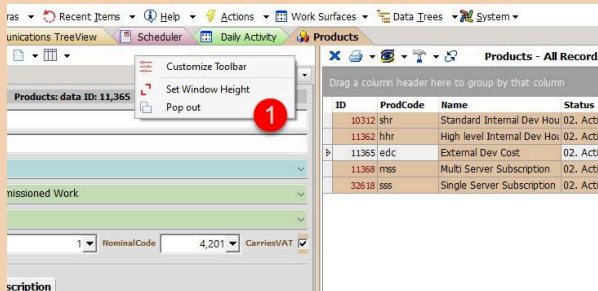 ras Recent Items Help Actions Work Surfaces Data Trees System
unications TreeView Scheduler Daily Activity Products
Customize Toolbar
Set Window Height
Pop out
1
Products: data ID: 11,365
missioned Work
1 NominalCode 4,201 CarriesVAT
scription
Products - All Record
Drag a column header here to group by that column
ID ProdCode Name Status
10312 shr Standard Internal Dev Hou 02. Acti
11362 hhr High level Internal Dev Hou 02. Acti
11365 edc External Dev Cost 02. Acti
11368 mss Multi Server Subscription 02. Acti
32618 sss Single Server Subscription 02. Acti